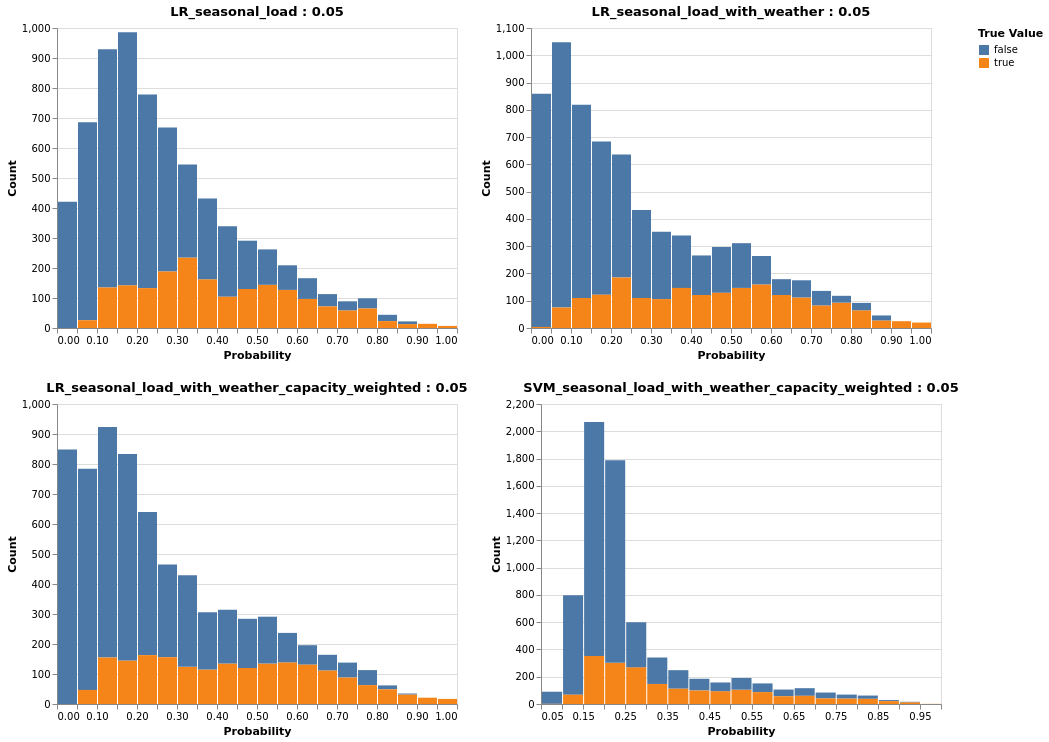 LR_seasonal_load : 0.05
1,000
900
800
700
600
500
400
300
200
100
0
Count
0.00 0.10 0.20 0.30 0.40 0.50 0.60 0.70 0.80 0.90 1.00
Probability
LR_seasonal_load_with_weather : 0.05
1,100
1,000
900
800
700
600
500
400
300
200
100
0
Count
0.00 0.10 0.20 0.30 0.40 0.50 0.60 0.70 0.80 0.90 1.00
Probability
True Value
false
true
LR_seasonal_load_with_weather_capacity_weighted : 0.05
1,000
900
800
700
600
500
400
300
200
100
0
Count
0.00 0.10 0.20 0.30 0.40 0.50 0.60 0.70 0.80 0.90 1.00
Probability
SVM_seasonal_load_with_weather_capacity_weighted : 0.05
2,200
2,000
1,800
1,600
1,400
1,200
1,000
800
600
400
200
0
Count
0.05 0.15 0.25 0.35 0.45 0.55 0.65 0.75 0.85 0.95
Probability